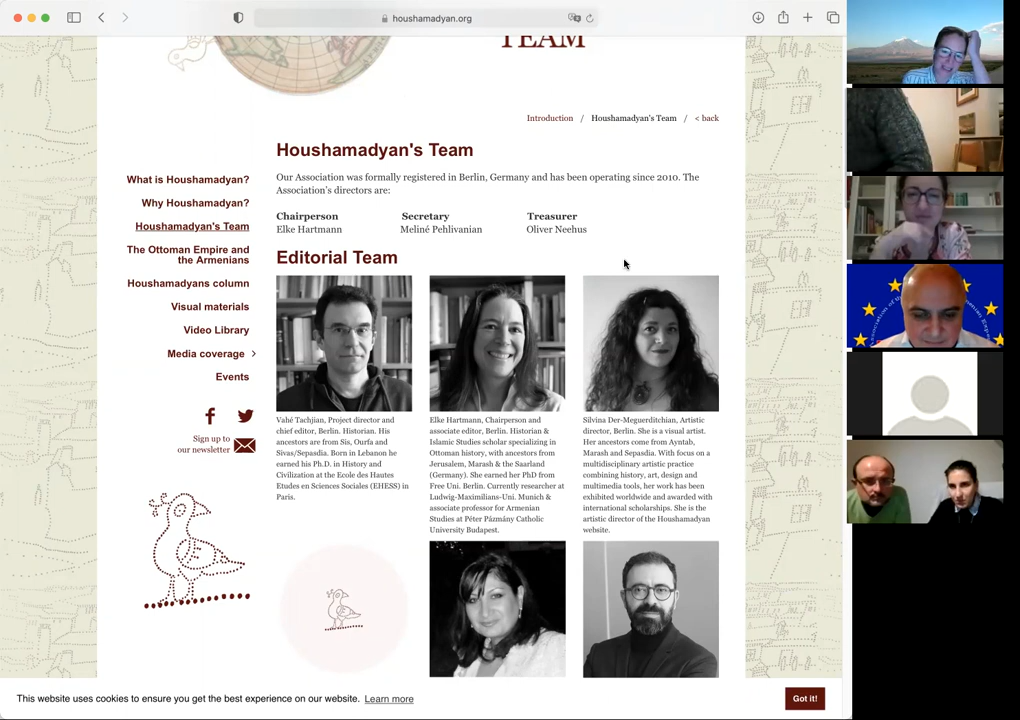 houshamadyan.org
TEAM
Introduction / Houshamadyan's Team / < back
What is Houshamadyan?
Why Houshamadyan?
Houshamadyan's Team
The Ottoman Empire and
the Armenians
Houshamadyans column
Visual materials
Video Library
Media coverage
Events
Sign up to
our newsletter
Houshamadyan's Team
Our Association was formally registered in Berlin, Germany and has been operating since 2010. The
Association's directors are:
Chairperson Secretary Treasurer
Elke Hartmann Meliné Pehlivanian Oliver Neehus
Editorial Team
Vahé Tachjian, Project director and
chief editor, Berlin. Historian. His
ancestors are from Sis, Ourfa and
Sivas/Sepasdia. Born in Lebanon he
earned his Ph.D. in History and
Civilization at the Ecole des Hautes
Etudes en Sciences Sociales (EHESS) in
Paris.
Elke Hartmann, Chairperson and
associate editor, Berlin. Historian &
Islamic Studies scholar specializing in
Ottoman history, with ancestors from
Jerusalem, Marash & the Saarland
(Germany). She earned her PhD from
Free Uni. Berlin. Currently researcher at
Ludwig-Maximilians-Uni. Munich &
associate professor for Armenian
Studies at Péter Pázmány Catholic
University Budapest.
Silvina Der-Meguerditchian, Artistic
director, Berlin. She is a visual artist.
Her ancestors come from Ayntäb,
Marash and Sepasdia. With focus on a
multidisciplinary artistic practice
combining history, art, design and
multimedia tools, her work has been
exhibited worldwide and awarded with
international scholarships. She is the
artistic director of the Houshamadyan
website.
This website uses cookies to ensure you get the best experience on our website. Learn more
Got it!